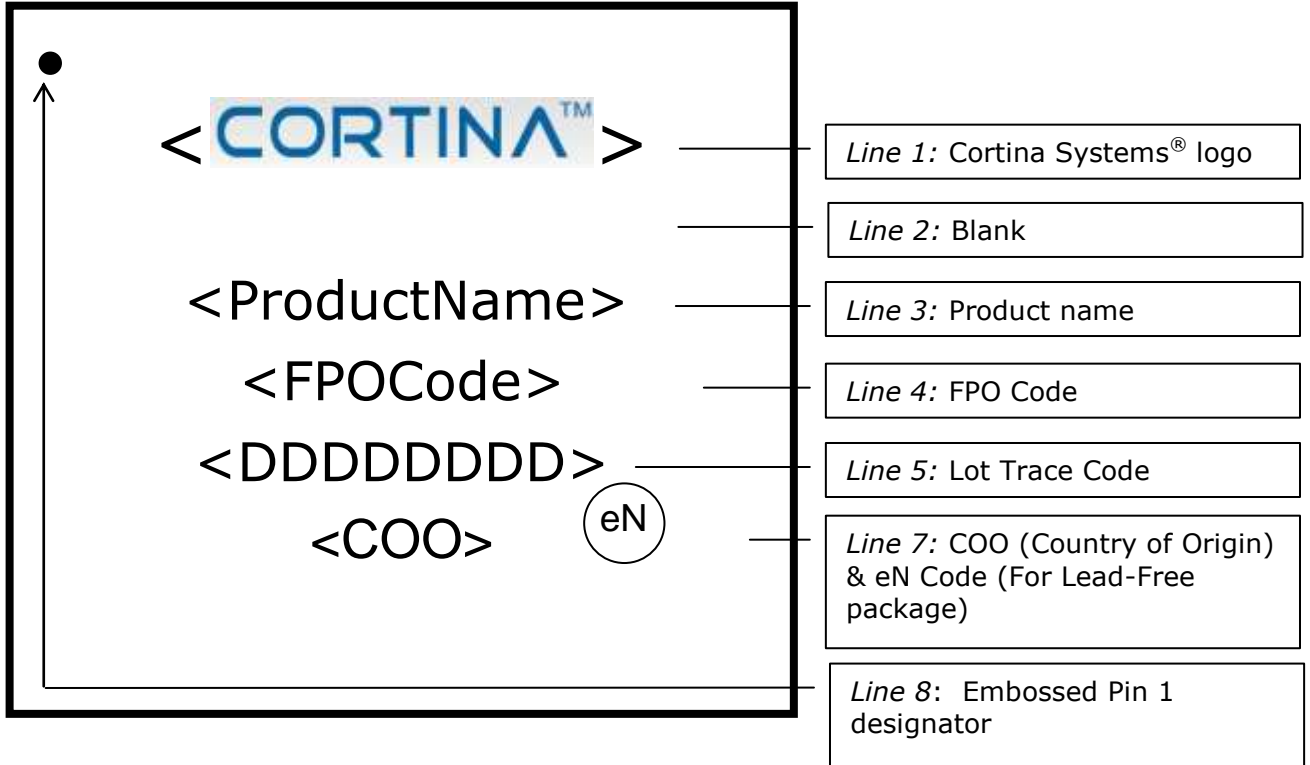 <CORTINA™>
Line 1: Cortina Systems® logo
Line 2: Blank
<ProductName>
Line 3: Product name
<FPOCode>
Line 4: FPO Code
<DDDDDDDD>
Line 5: Lot Trace Code
<COO>
eN
Line 7: COO (Country of Origin)
& eN Code (For Lead-Free
package)
Line 8: Embossed Pin 1
designator